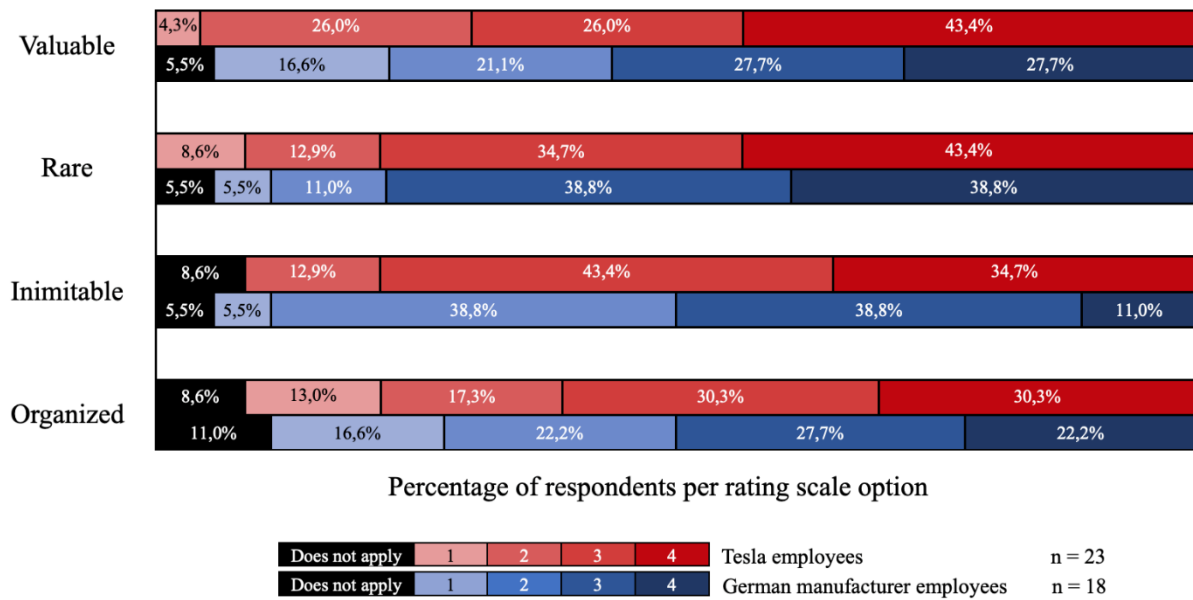 4,3% 26,0% 26,0% 43,4%
Valuable
5,5% 16,6% 21,1% 27,7% 27,7%
8,6% 12,9% 34,7% 43,4%
Rare
5,5% 5,5% 11,0% 38,8% 38,8%
8,6% 12,9% 43,4% 34,7%
Inimitable
5,5% 5,5% 38,8% 38,8% 11,0%
8,6% 13,0% 17,3% 30,3% 30,3%
Organized
11,0% 16,6% 22,2% 27,7% 22,2%
Percentage of respondents per rating scale option
Does not apply 1 2 3 4 Tesla employees n = 23
Does not apply 1 2 3 4 German manufacturer employees n = 18